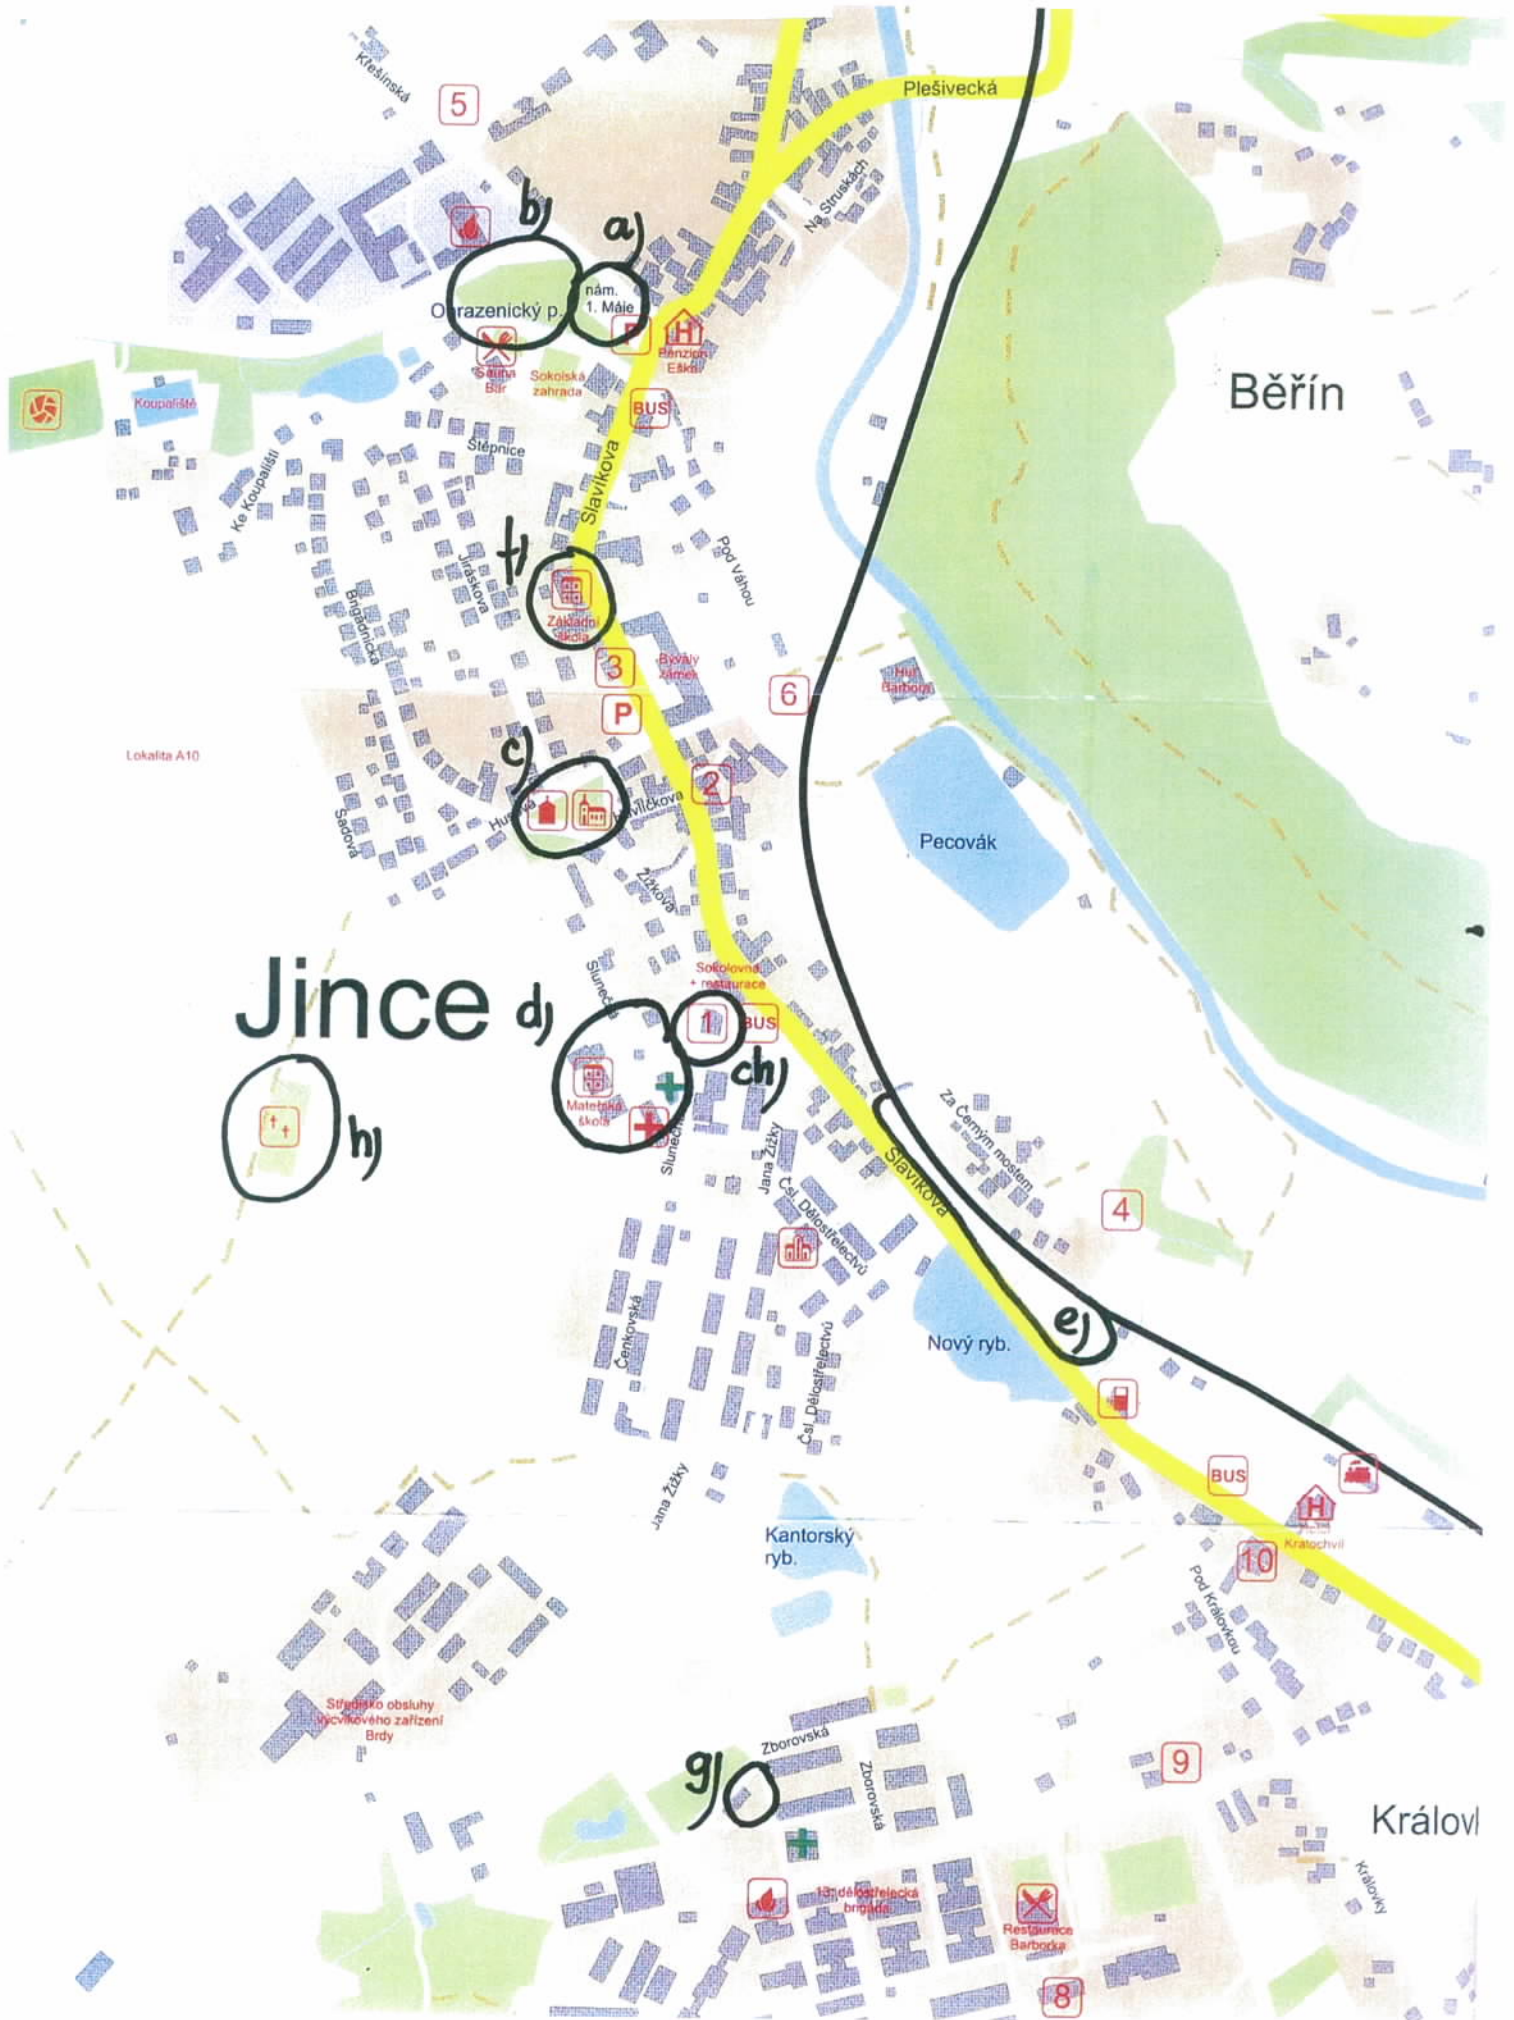 Křešínská
5
Plešivecká
Na Struskách
b)
a)
nám.
1. Máje
Obrazenický p.
P
H
Penzion
Eška
Sauna
Bar
Sokolská
zahrada
BUS
Koupaliště
Běřín
Štěpnice
Slavíkova
Ke Koupališti
f)
Jiráskova
Pod Váhou
Brigádnická
Základní
škola
3
Bývalý
zámek
6
Huť
Barbora
P
Lokalita A10
c)
2
Husova
Havlíčkova
Sadová
Pecovák
Žižkova
Jince
Sluneční
Sokolovna
+ restaurace
d)
1
BUS
ch)
Mateřská
škola
Sluneční
Jana Žižky
h)
Za Černým mostem
Slavíkova
4
Čsl. Dělostřelectvů
Čenkovská
Nový ryb.
e)
Čsl. Dělostřelectvů
Jana Žižky
BUS
H
Kratochvíl
10
Kantorský
ryb.
Pod Královkou
Středisko obsluhy
výcvikového zařízení
Brdy
Zborovská
g)
Zborovská
9
Královl
Královky
13. dělostřelecká
brigáda
Restaurace
Barborka
8